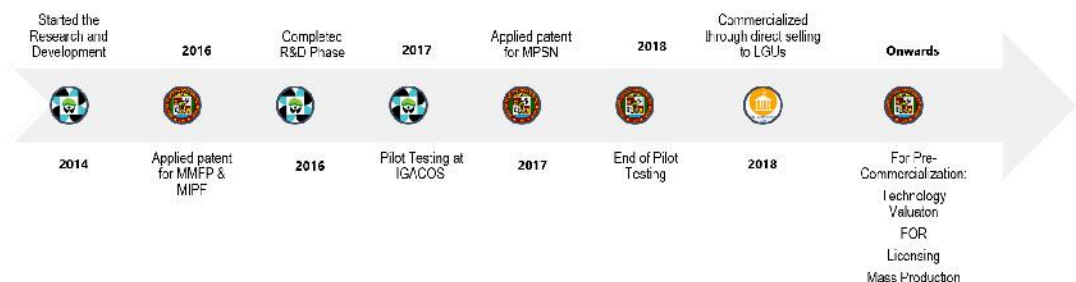 Started the
Research and
Development
2014
2016
Applied patent
for MMFP &
MIPF
Completed
R&D Phase
2016
2017
Pilot Testing at
IGACOS
Applied patent
for MPSN
2017
2018
End of Pilot
Testing
Commercialized
through direct selling
to LGUs
2018
Onwards
For Pre-
Commercialization:
Technology
Valuaton
FOR
Licensing
Mass Production